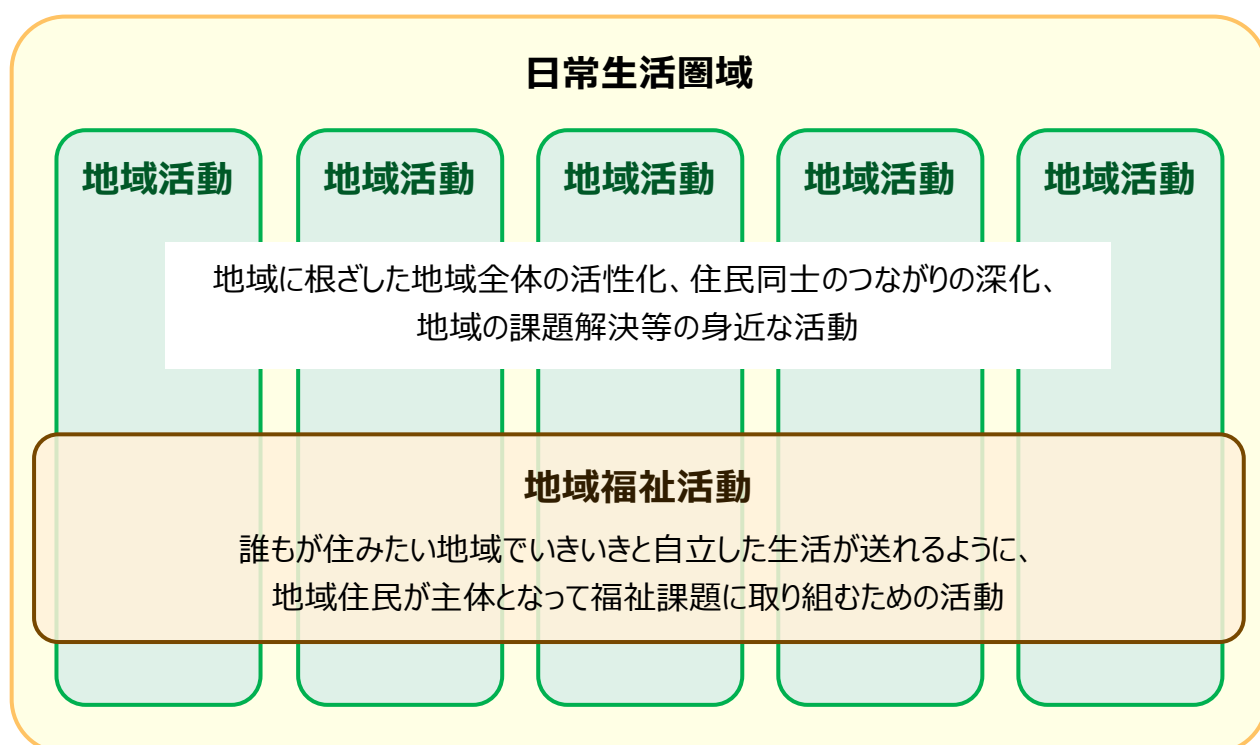 日常生活圏域
地域活動
地域活動
地域活動
地域活動
地域活動
地域に根ざした地域全体の活性化、住民同士のつながりの深化、
地域の課題解決等の身近な活動
地域福祉活動
誰もが住みたい地域でいきいきと自立した生活が送れるように、
地域住民が主体となって福祉課題に取り組むための活動